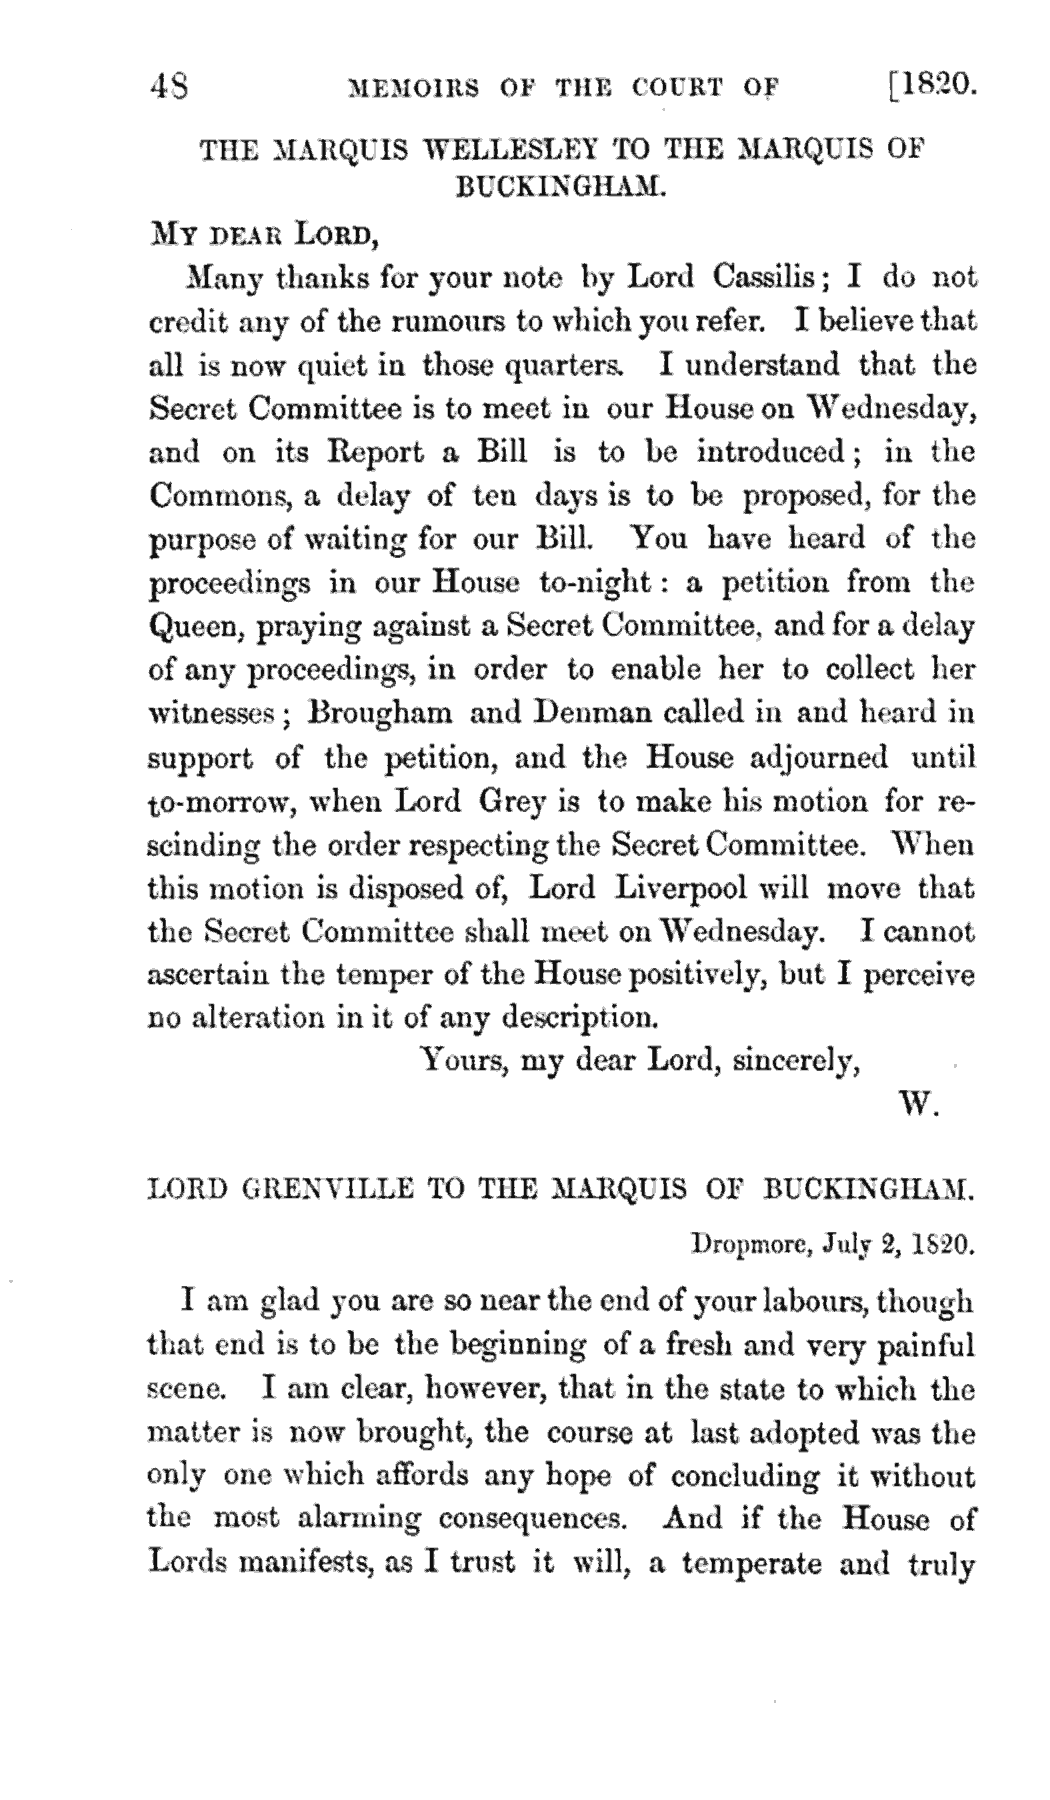 48 MEMOIRS OF THE COURT OF [1820.
THE MARQUIS WELLESLEY TO THE MARQUIS OF
BUCKINGHAM.
MY DEAR LORD,
Many thanks for your note by Lord Cassilis; I do not
credit any of the rumours to which you refer. I believe that
all is now quiet in those quarters. I understand that the
Secret Committee is to meet in our House on Wednesday,
and on its Report a Bill is to be introduced; in the
Commons, a delay of ten days is to be proposed, for the
purpose of waiting for our Bill. You have heard of the
proceedings in our House to-night: a petition from the
Queen, praying against a Secret Committee, and for a delay
of any proceedings, in order to enable her to collect her
witnesses; Brougham and Denman called in and heard in
support of the petition, and the House adjourned until
to-morrow, when Lord Grey is to make his motion for re-
scinding the order respecting the Secret Committee. When
this motion is disposed of, Lord Liverpool will move that
the Secret Committee shall meet on Wednesday. I cannot
ascertain the temper of the House positively, but I perceive
no alteration in it of any description.
Yours, my dear Lord, sincerely,
W.
LORD GRENVILLE TO THE MARQUIS OF BUCKINGHAM.
Dropmore, July 2, 1820.
I am glad you are so near the end of your labours, though
that end is to be the beginning of a fresh and very painful
scene. I am clear, however, that in the state to which the
matter is now brought, the course at last adopted was the
only one which affords any hope of concluding it without
the most alarming consequences. And if the House of
Lords manifests, as I trust it will, a temperate and truly